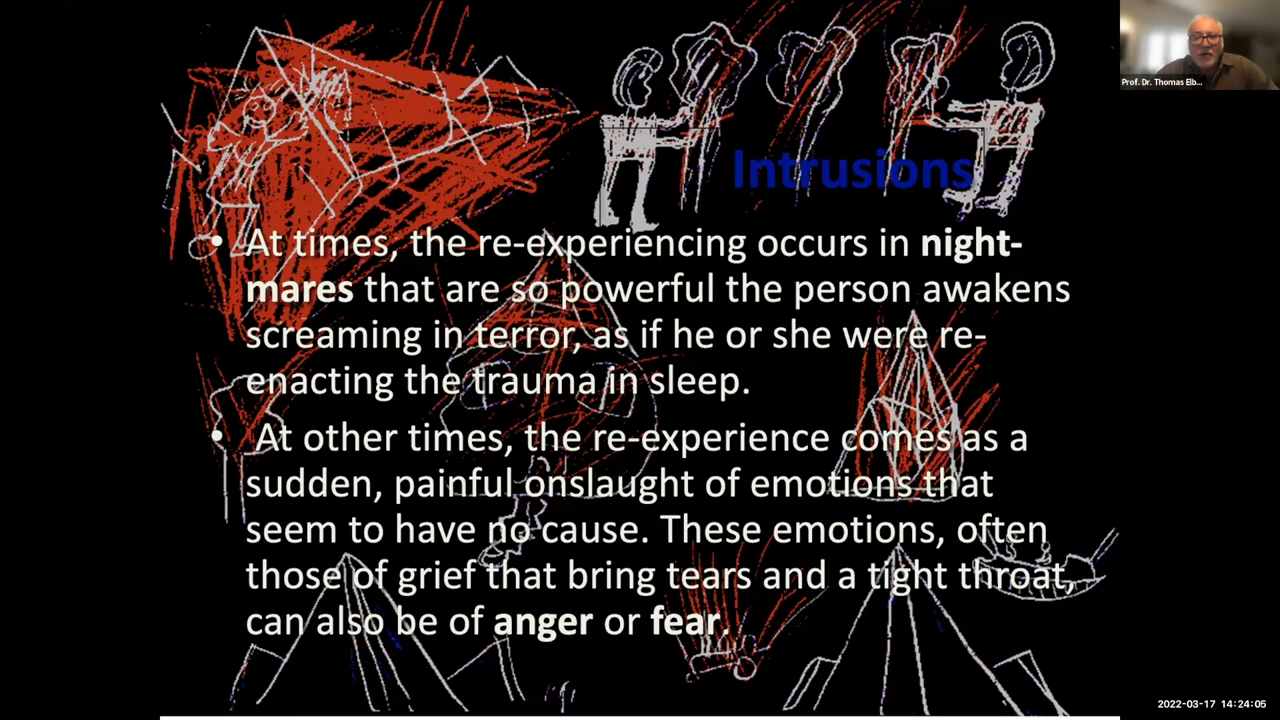 Prof. Dr. Thomas Elb...
Intrusions
• At times, the re-experiencing occurs in night-
mares that are so powerful the person awakens
screaming in terror, as if he or she were re-
enacting the trauma in sleep.
• At other times, the re-experience comes as a
sudden, painful onslaught of emotions that
seem to have no cause. These emotions, often
those of grief that bring tears and a tight throat,
can also be of anger or fear.
2022-03-17 14:24:05